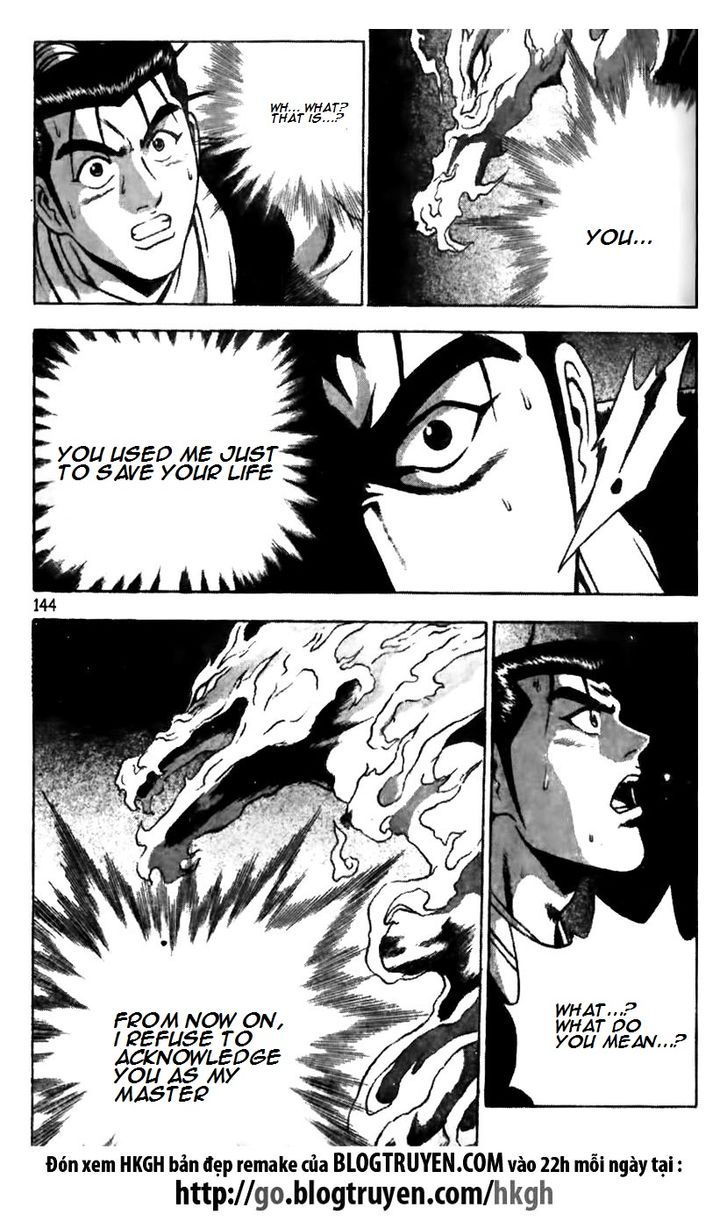 WH... WHAT?
THAT IS...?
YOU...
YOU USED ME JUST
TO SAVE YOUR LIFE
144
FROM NOW ON,
I REFUSE TO
ACKNOWLEDGE
YOU AS MY
MASTER
WHAT...?
WHAT DO
YOU MEAN...?
Đón xem HKGH bản đẹp remake của BLOGTRUYEN.COM vào 22h mỗi ngày tại :
http://go.blogtruyen.com/hkgh